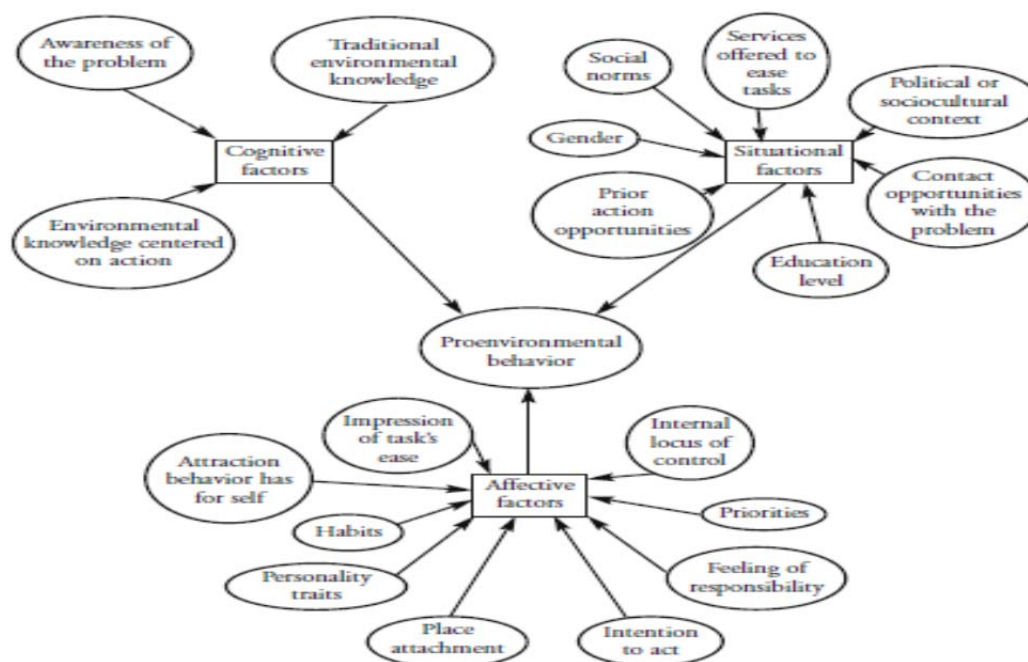 Awareness of
the problem
Traditional
environmental
knowledge
Social
norms
Services
offered to
ease
tasks
Political or
sociocultural
context
Gender
Cognitive
factors
Situational
factors
Prior
action
opportunities
Contact
opportunities
with the
problem
Environmental
knowledge centered
on action
Education
level
Proenvironmental
behavior
Impression
of task's
ease
Internal
locus of
control
Attraction
behavior has
for self
Affective
factors
Habits
Priorities
Personality
traits
Feeling of
responsibility
Place
attachment
Intention
to act